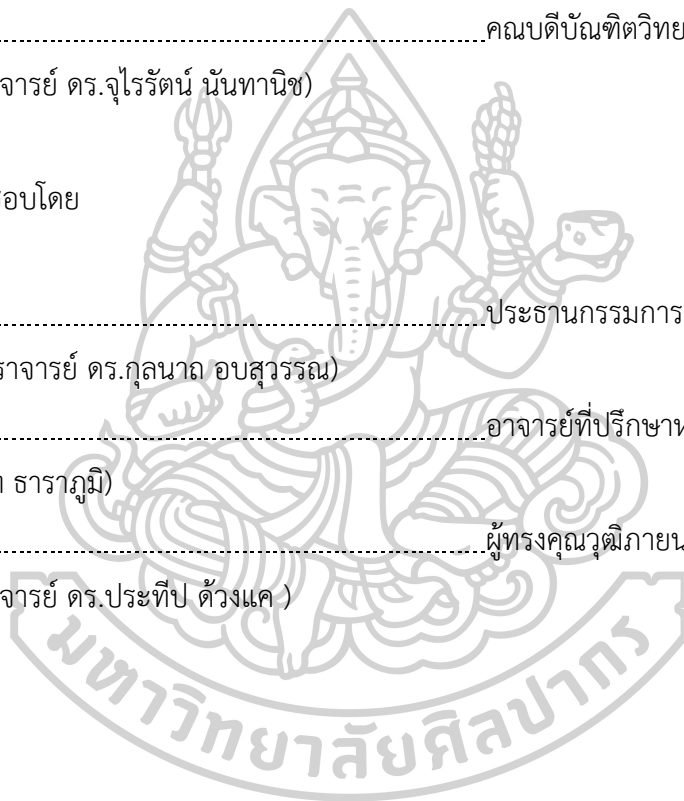 คณบดีบัณฑิตวิทย
จารย์ ดร.จุไรรัตน์ นันทานิช)
อบโดย
ประธานกรรมการ
ราจารย์ ดร.กุลนาถ อบสุวรรณ)
อาจารย์ที่ปรึกษาห
ธาราภูมิ)
ผู้ทรงคุณวุฒิภายน
จารย์ ดร.ประทีป ด้วงแค )
มหาวิทยาลัยศิลปากร